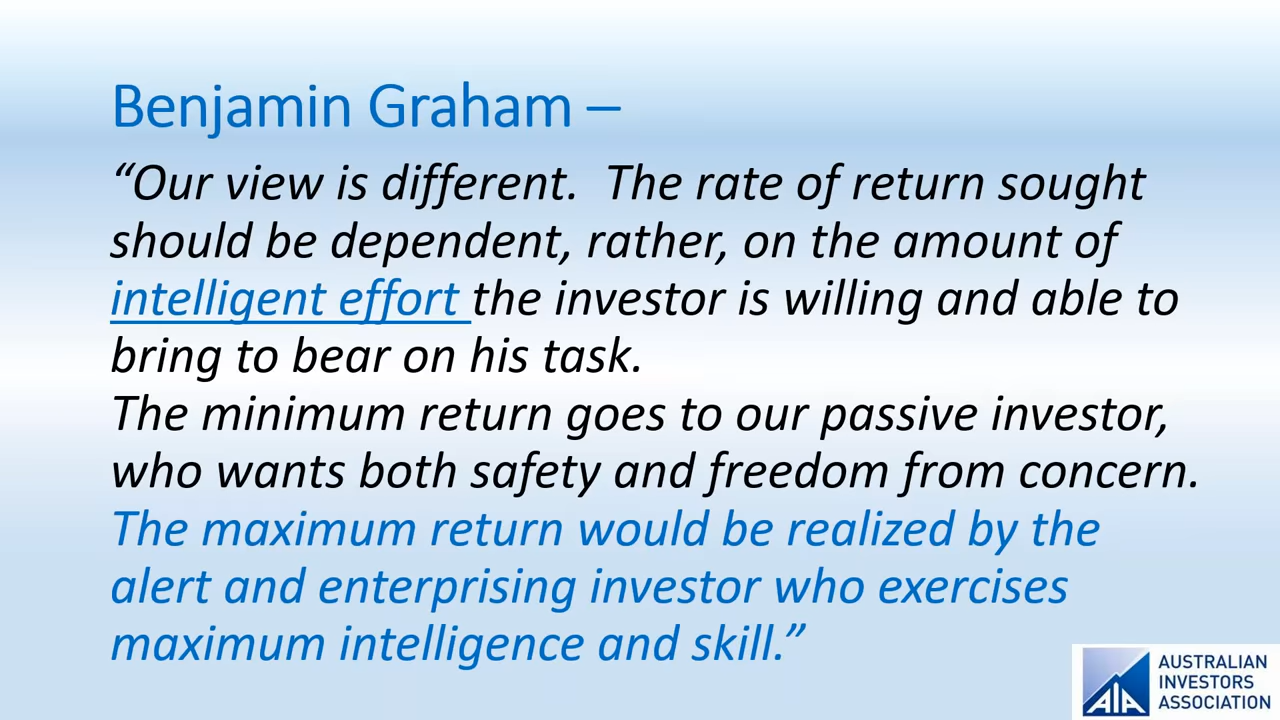 Benjamin Graham –
“Our view is different.  The rate of return sought
should be dependent, rather, on the amount of
intelligent effort the investor is willing and able to
bring to bear on his task.
The minimum return goes to our passive investor,
who wants both safety and freedom from concern.
The maximum return would be realized by the
alert and enterprising investor who exercises
maximum intelligence and skill.”
AIA
AUSTRALIAN
INVESTORS
ASSOCIATION